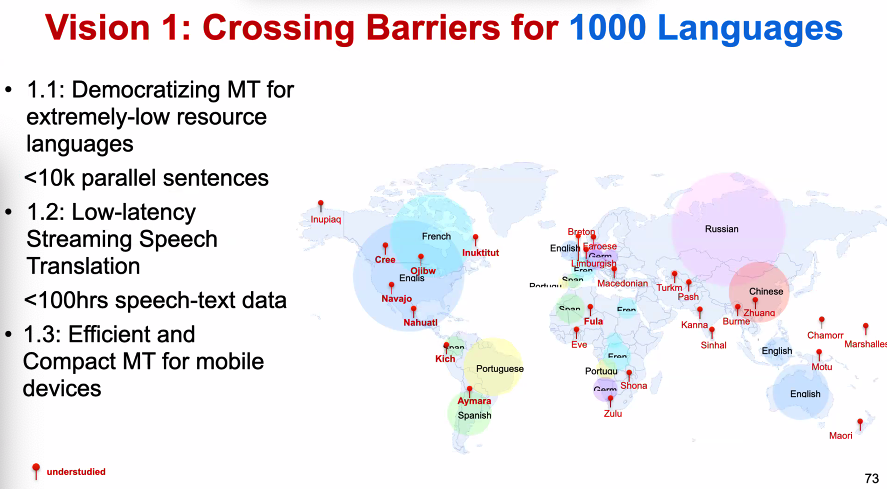 Vision 1: Crossing Barriers for 1000 Languages
• 1.1: Democratizing MT for
extremely-low resource
languages
<10k parallel sentences
• 1.2: Low-latency
Streaming Speech
Translation
<100hrs speech-text data
• 1.3: Efficient and
Compact MT for mobile
devices
understudied
Inupiaq
French
Cree
Inuktitut
Ojibw
Englis
Navajo
Nahuatl
Kich
Portuguese
Aymara
Spanish
Breton
English
Faroese
Germ
Limburgish
Macedonian
Span
Fren
Fula
Eve
Fren
Portugu
Germ
Shona
Zulu
Russian
Turkm
Pash
Chinese
Zhuang
Kanna
Burme
Sinhal
Chamorr
Marshalles
English
Motu
English
Maori
73